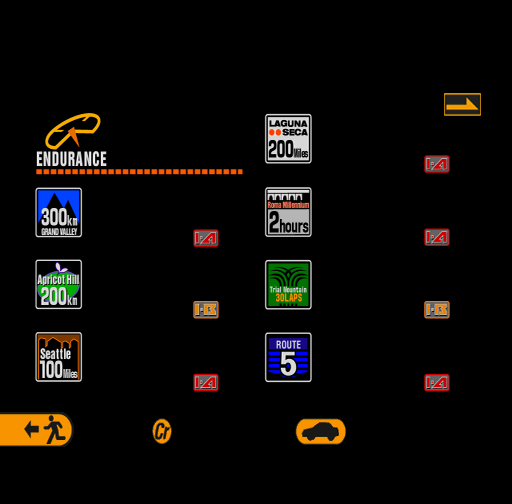 ENDURANCE
300km
GRAND VALLEY
I-A
Apricot Hill
200km
I-B
Seattle
100Miles
I-A
LAGUNA
SECA
200Miles
I-A
Roma Millennium
2hours
I-A
Trial Mountain
30LAPS
I-B
ROUTE
5
I-A
Cr